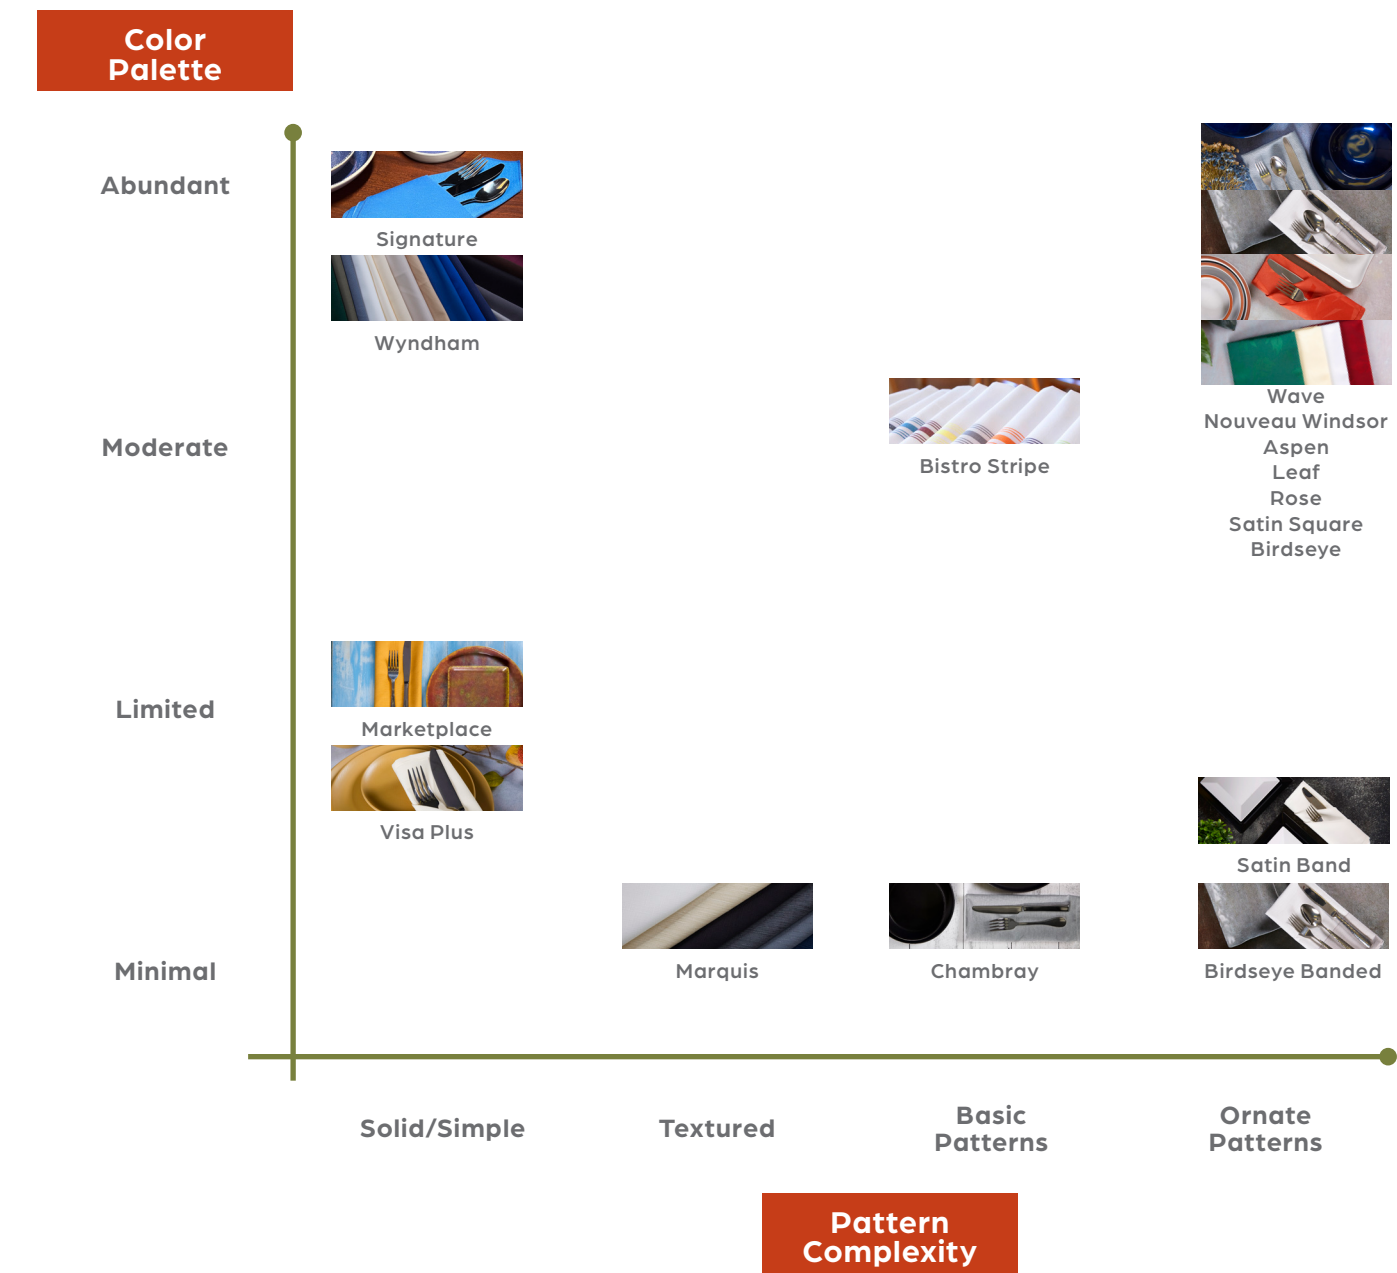 Color
Palette
Abundant
Signature
Wyndham
Wave
Nouveau Windsor
Aspen
Leaf
Rose
Satin Square
Birdseye
Moderate
Bistro Stripe
Limited
Marketplace
Visa Plus
Satin Band
Minimal
Marquis
Chambray
Birdseye Banded
Solid/Simple
Textured
Basic
Patterns
Ornate
Patterns
Pattern
Complexity